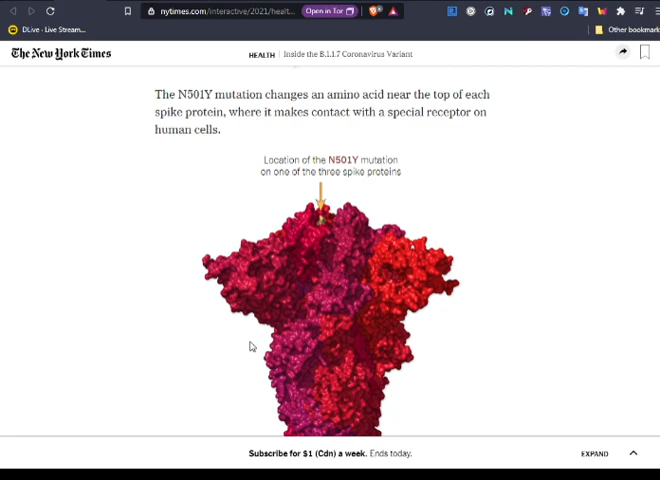 nytimes.com/interactive/2021/healt...
Open in Tor
DLive - Live Stream...
Other bookmark
The New York Times
HEALTH | Inside the B.1.1.7 Coronavirus Variant
The N501Y mutation changes an amino acid near the top of each
spike protein, where it makes contact with a special receptor on
human cells.
Location of the N501Y mutation
on one of the three spike proteins
Subscribe for $1 (Cdn) a week. Ends today.
EXPAND